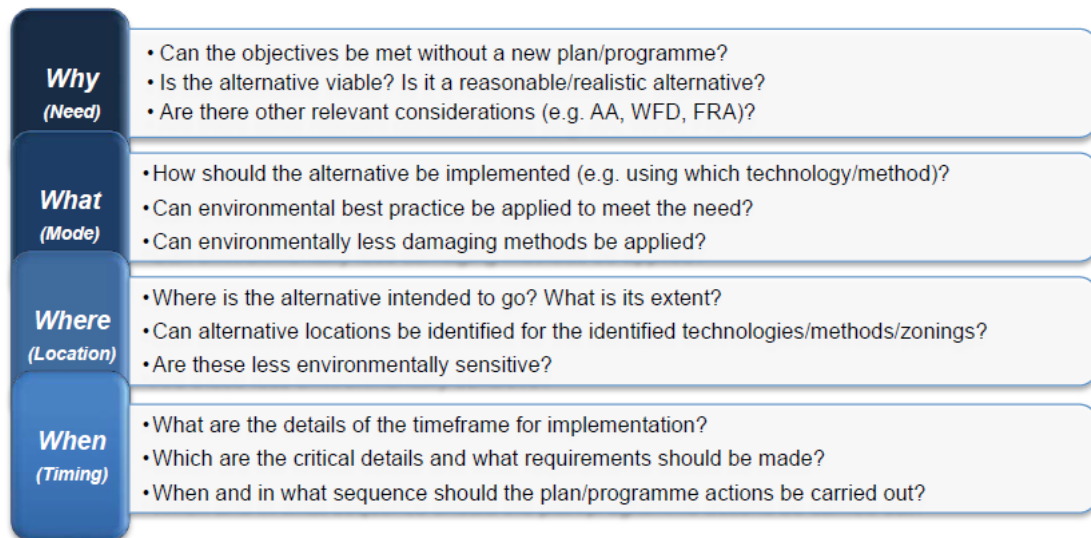 Why
(Need)
• Can the objectives be met without a new plan/programme?
• Is the alternative viable? Is it a reasonable/realistic alternative?
• Are there other relevant considerations (e.g. AA, WFD, FRA)?
What
(Mode)
• How should the alternative be implemented (e.g. using which technology/method)?
• Can environmental best practice be applied to meet the need?
• Can environmentally less damaging methods be applied?
Where
(Location)
• Where is the alternative intended to go? What is its extent?
• Can alternative locations be identified for the identified technologies/methods/zonings?
• Are these less environmentally sensitive?
When
(Timing)
• What are the details of the timeframe for implementation?
• Which are the critical details and what requirements should be made?
• When and in what sequence should the plan/programme actions be carried out?